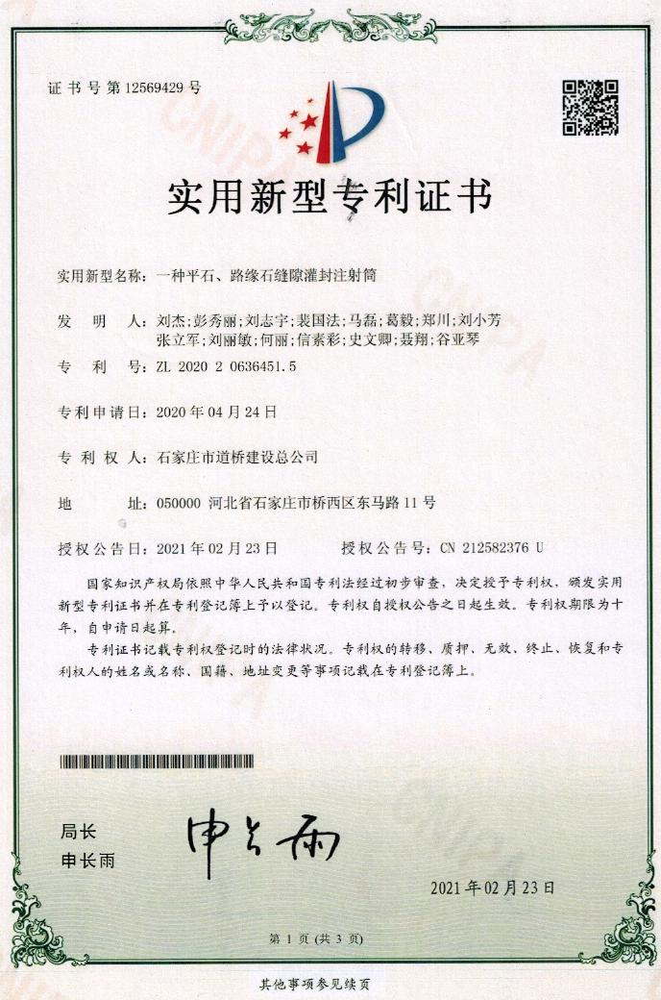 证书号第12569429号
实用新型专利证书
实用新型名称：一种平石、路缘石缝隙灌封注射筒
发明人：刘杰;彭秀丽;刘志宇;裴国法;马磊;葛毅;郑川;刘小芳
张立军;刘丽敏;何丽;信素彩;史文卿;聂翔;谷亚琴
专利号：ZL 2020 2 0636451.5
专利申请日：2020年04月24日
专利权人：石家庄市道桥建设总公司
地址：050000 河北省石家庄市桥西区东马路11号
授权公告日：2021年02月23日 授权公告号：CN 212582376 U
国家知识产权局依照中华人民共和国专利法经过初步审查，决定授予专利权，颁发实用
新型专利证书并在专利登记簿上予以登记。专利权自授权公告之日起生效。专利权期限为十
年，自申请日起算。
专利证书记载专利权登记时的法律状况。专利权的转移、质押、无效、终止、恢复和专
利权人的姓名或名称、国籍、地址变更等事项记载在专利登记簿上。
局长
申长雨
申长雨
2021年02月23日
第 1 页 (共 3 页)
其他事项参见续页
CNIPA
CNIPA
CNIPA
CNIPA